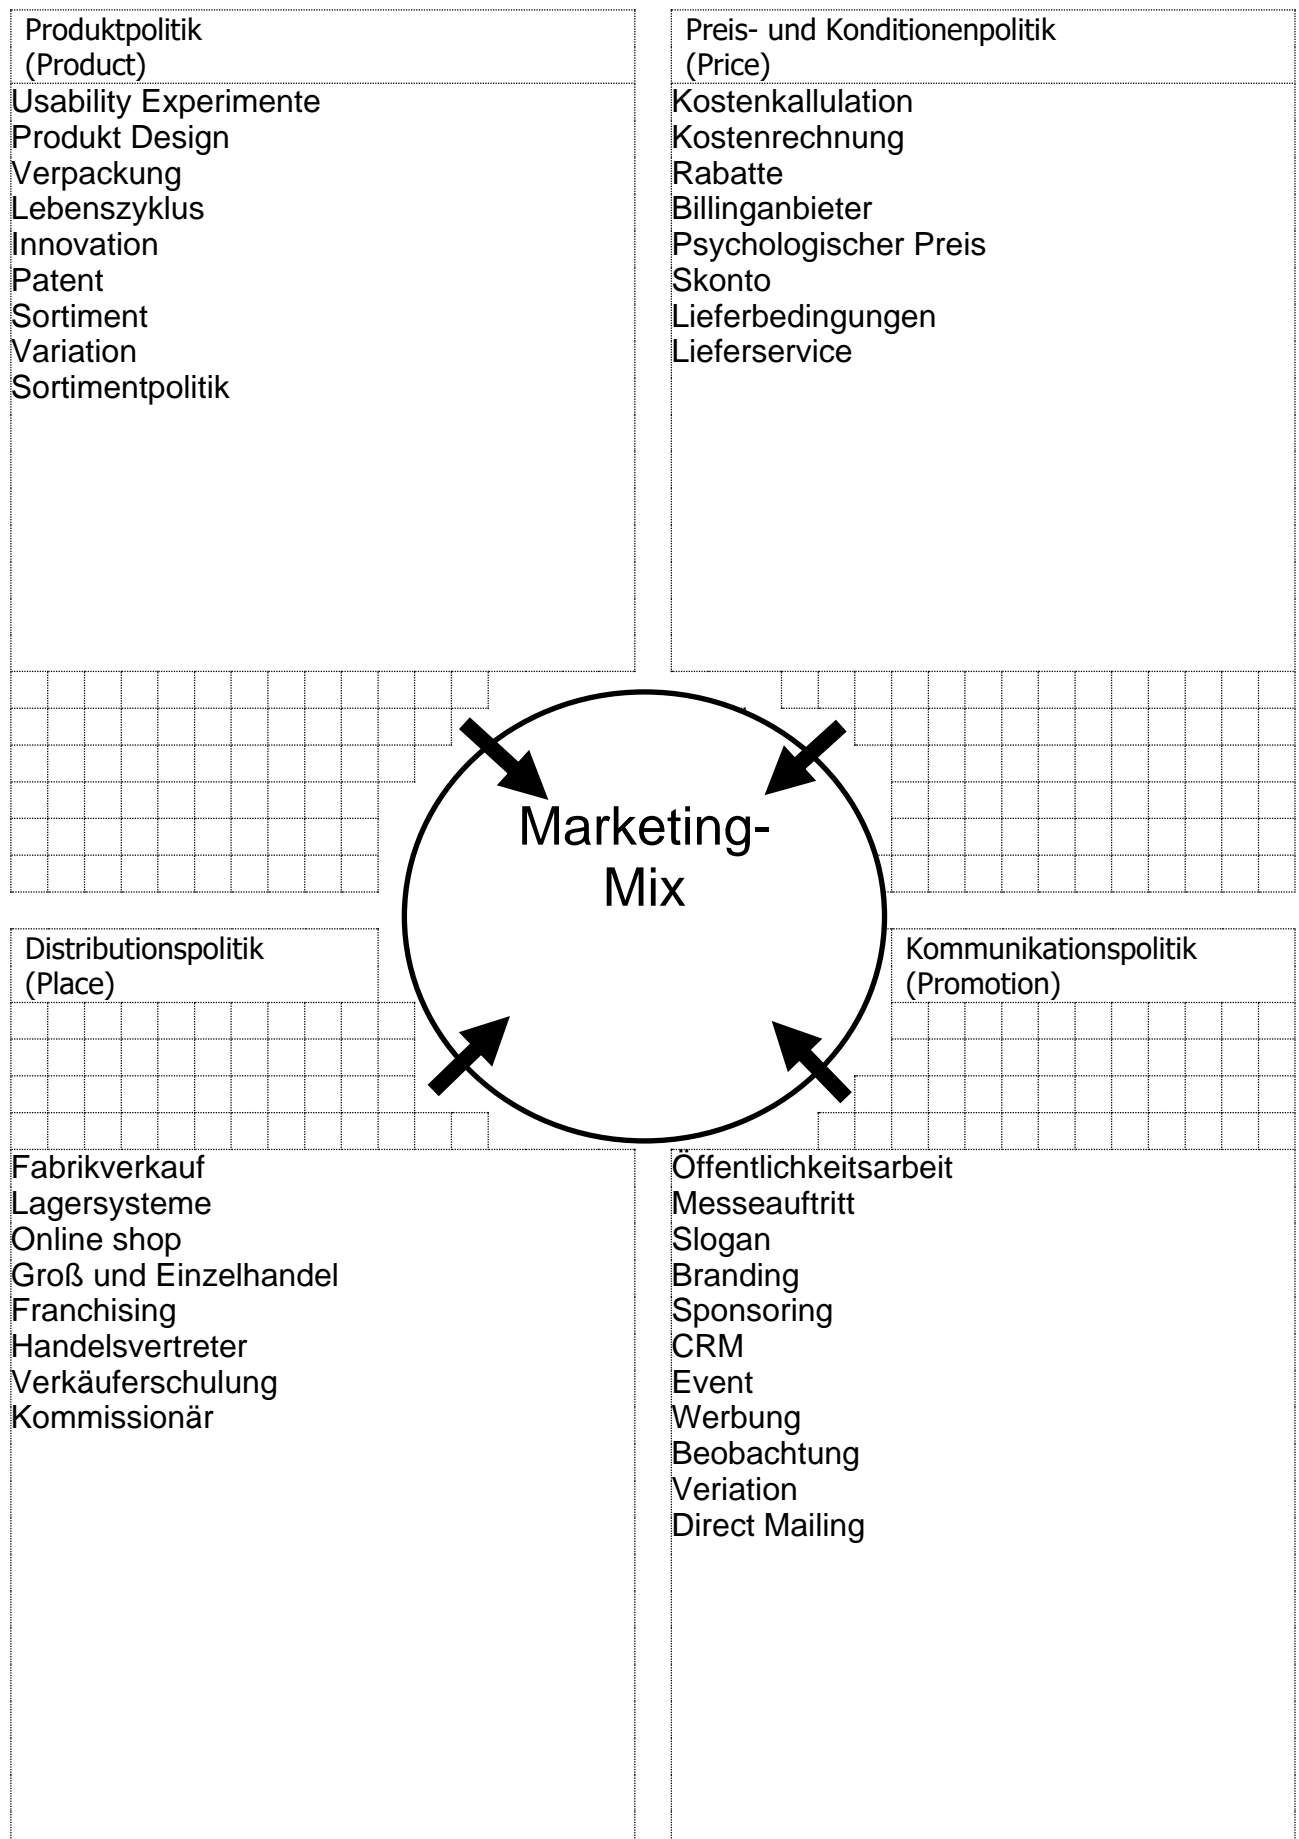 Produktpolitik
(Product)
Usability Experimente
Produkt Design
Verpackung
Lebenszyklus
Innovation
Patent
Sortiment
Variation
Sortimentpolitik
Preis- und Konditionenpolitik
(Price)
Kostenkallulation
Kostenrechnung
Rabatte
Billinganbieter
Psychologischer Preis
Skonto
Lieferbedingungen
Lieferservice
Marketing-
Mix
Distributionspolitik
(Place)
Fabrikverkauf
Lagersysteme
Online shop
Groß und Einzelhandel
Franchising
Handelsvertreter
Verkäuferschulung
Kommissionär
Kommunikationspolitik
(Promotion)
Öffentlichkeitsarbeit
Messeauftritt
Slogan
Branding
Sponsoring
CRM
Event
Werbung
Beobachtung
Veriation
Direct Mailing